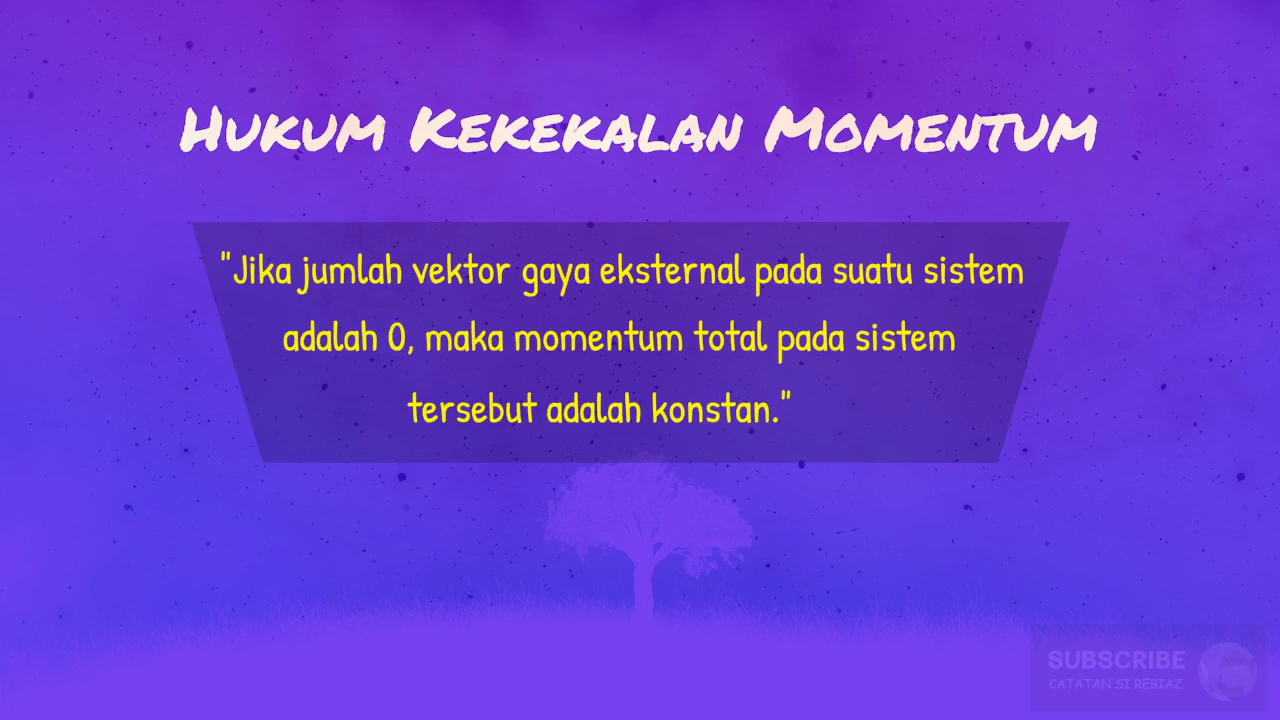 HUKUM KEKEKALAN MOMENTUM
"Jika jumlah vektor gaya eksternal pada suatu sistem
adalah 0, maka momentum total pada sistem
tersebut adalah konstan."
SUBSCRIBE
CATATAN SI REBIAZ